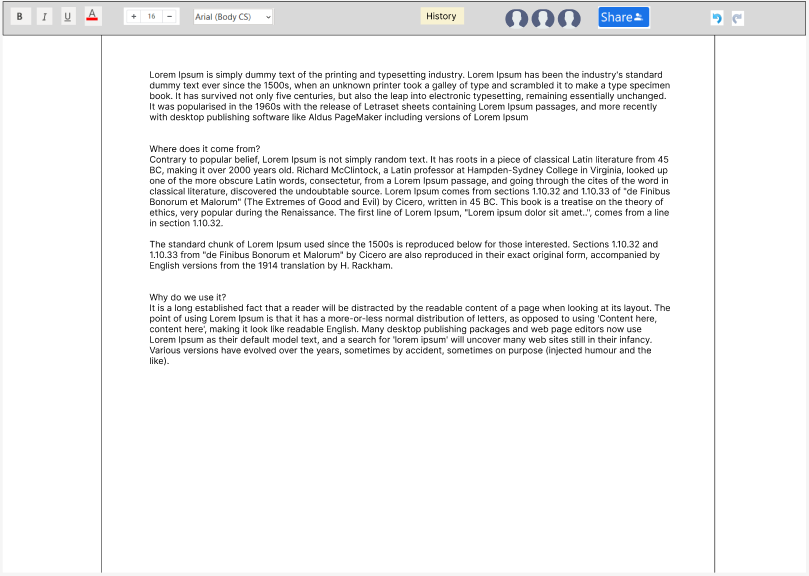 B I U A + 16 − Arial (Body CS) History Share
Lorem Ipsum is simply dummy text of the printing and typesetting industry. Lorem Ipsum has been the industry's standard
dummy text ever since the 1500s, when an unknown printer took a galley of type and scrambled it to make a type specimen
book. It has survived not only five centuries, but also the leap into electronic typesetting, remaining essentially unchanged.
It was popularised in the 1960s with the release of Letraset sheets containing Lorem Ipsum passages, and more recently
with desktop publishing software like Aldus PageMaker including versions of Lorem Ipsum
Where does it come from?
Contrary to popular belief, Lorem Ipsum is not simply random text. It has roots in a piece of classical Latin literature from 45
BC, making it over 2000 years old. Richard McClintock, a Latin professor at Hampden-Sydney College in Virginia, looked up
one of the more obscure Latin words, consectetur, from a Lorem Ipsum passage, and going through the cites of the word in
classical literature, discovered the undoubtable source. Lorem Ipsum comes from sections 1.10.32 and 1.10.33 of "de Finibus
Bonorum et Malorum" (The Extremes of Good and Evil) by Cicero, written in 45 BC. This book is a treatise on the theory of
ethics, very popular during the Renaissance. The first line of Lorem Ipsum, "Lorem ipsum dolor sit amet..", comes from a line
in section 1.10.32.
The standard chunk of Lorem Ipsum used since the 1500s is reproduced below for those interested. Sections 1.10.32 and
1.10.33 from "de Finibus Bonorum et Malorum" by Cicero are also reproduced in their exact original form, accompanied by
English versions from the 1914 translation by H. Rackham.
Why do we use it?
It is a long established fact that a reader will be distracted by the readable content of a page when looking at its layout. The
point of using Lorem Ipsum is that it has a more-or-less normal distribution of letters, as opposed to using 'Content here,
content here', making it look like readable English. Many desktop publishing packages and web page editors now use
Lorem Ipsum as their default model text, and a search for 'lorem ipsum' will uncover many web sites still in their infancy.
Various versions have evolved over the years, sometimes by accident, sometimes on purpose (injected humour and the
like).